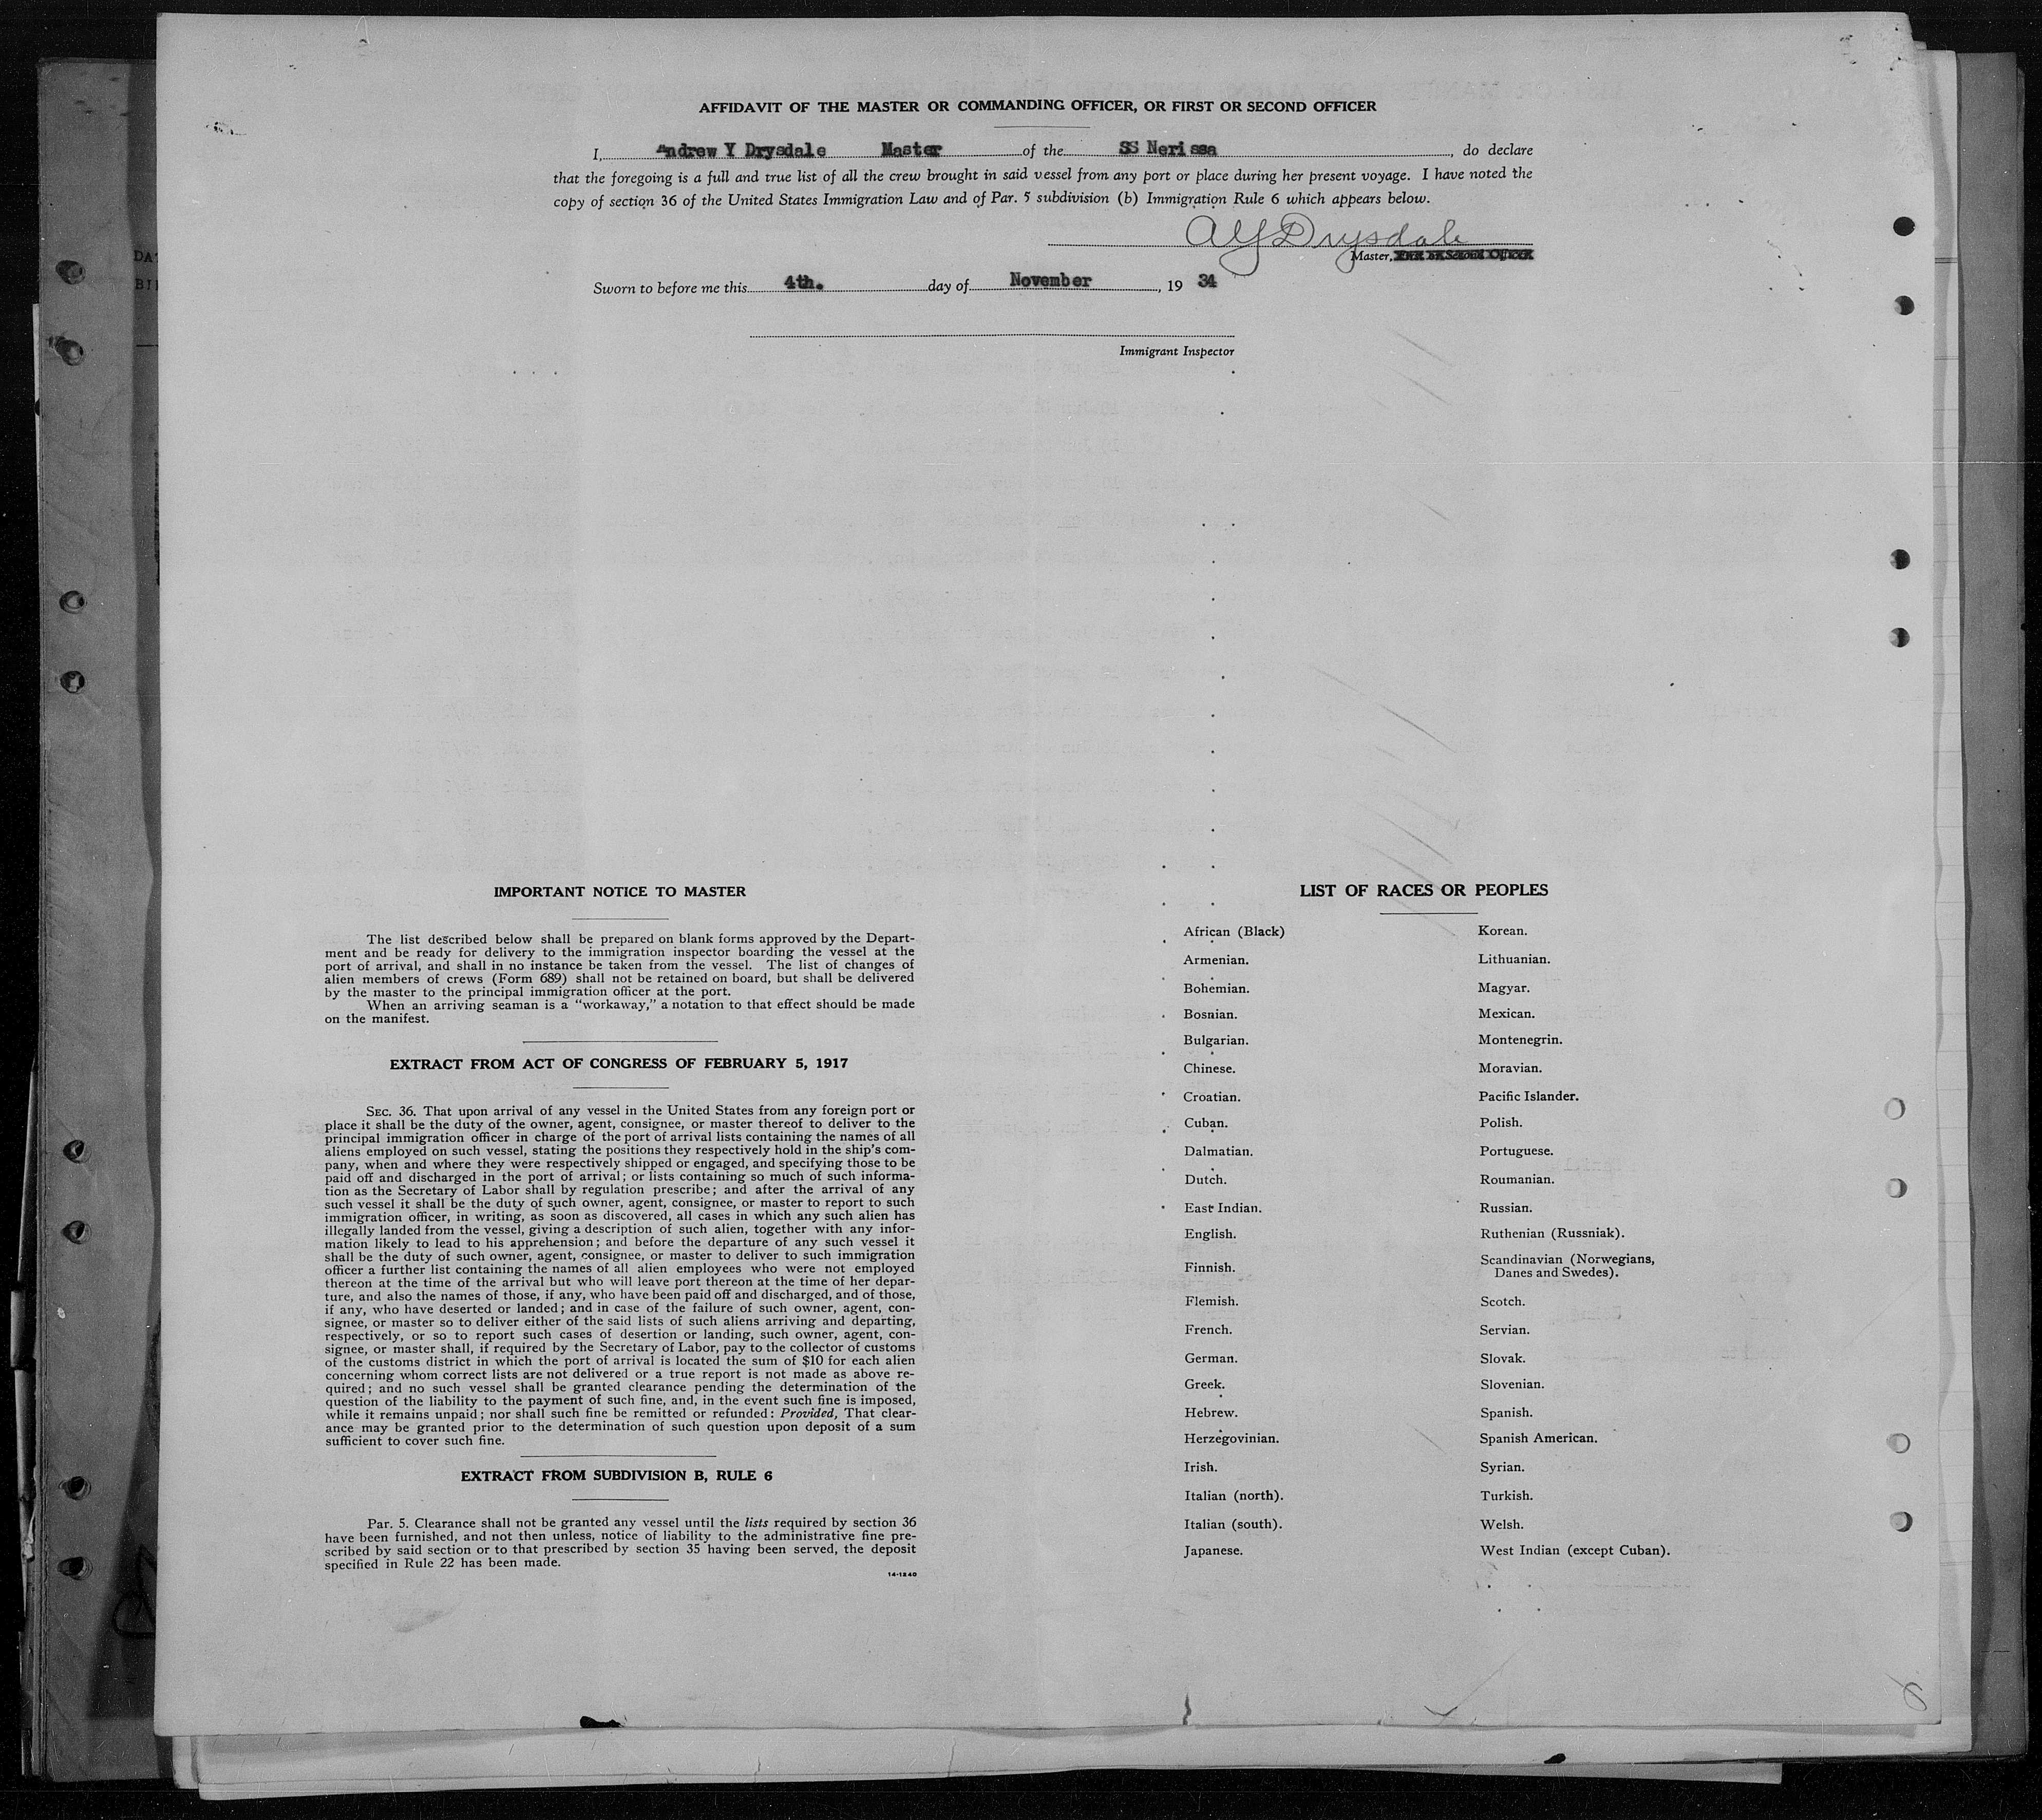 AFFIDAVIT OF THE MASTER OR COMMANDING OFFICER, OR FIRST OR SECOND OFFICER
I, Andrew Y Drysdale Master of the SS Nerissa, do declare
that the foregoing is a full and true list of all the crew brought in said vessel from any port or place during her present voyage. I have noted the
copy of section 36 of the United States Immigration Law and of Par. 5 subdivision (b) Immigration Rule 6 which appears below.
AY Drysdale
Master, First or Second Officer
Sworn to before me this 4th. day of November, 19 34
Immigrant Inspector
IMPORTANT NOTICE TO MASTER
The list described below shall be prepared on blank forms approved by the Depart-
ment and be ready for delivery to the immigration inspector boarding the vessel at the
port of arrival, and shall in no instance be taken from the vessel. The list of changes of
alien members of crews (Form 689) shall not be retained on board, but shall be delivered
by the master to the principal immigration officer at the port.
When an arriving seaman is a "workaway," a notation to that effect should be made
on the manifest.
EXTRACT FROM ACT OF CONGRESS OF FEBRUARY 5, 1917
SEC. 36. That upon arrival of any vessel in the United States from any foreign port or
place it shall be the duty of the owner, agent, consignee, or master thereof to deliver to the
principal immigration officer in charge of the port of arrival lists containing the names of all
aliens employed on such vessel, stating the positions they respectively hold in the ship's com-
pany, when and where they were respectively shipped or engaged, and specifying those to be
paid off and discharged in the port of arrival; or lists containing so much of such informa-
tion as the Secretary of Labor shall by regulation prescribe; and after the arrival of any
such vessel it shall be the duty of such owner, agent, consignee, or master to report to such
immigration officer, in writing, as soon as discovered, all cases in which any such alien has
illegally landed from the vessel, giving a description of such alien, together with any infor-
mation likely to lead to his apprehension; and before the departure of any such vessel it
shall be the duty of such owner, agent, consignee, or master to deliver to such immigration
officer a further list containing the names of all alien employees who were not employed
thereon at the time of the arrival but who will leave port thereon at the time of her depar-
ture, and also the names of those, if any, who have been paid off and discharged, and of those,
if any, who have deserted or landed; and in case of the failure of such owner, agent, con-
signee, or master so to deliver either of the said lists of such aliens arriving and departing,
respectively, or so to report such cases of desertion or landing, such owner, agent, con-
signee, or master shall, if required by the Secretary of Labor, pay to the collector of customs
of the customs district in which the port of arrival is located the sum of $10 for each alien
concerning whom correct lists are not delivered or a true report is not made as above re-
quired; and no such vessel shall be granted clearance pending the determination of the
question of the liability to the payment of such fine, and, in the event such fine is imposed,
while it remains unpaid; nor shall such fine be remitted or refunded: Provided, That clear-
ance may be granted prior to the determination of such question upon deposit of a sum
sufficient to cover such fine.
EXTRACT FROM SUBDIVISION B, RULE 6
Par. 5. Clearance shall not be granted any vessel until the lists required by section 36
have been furnished, and not then unless, notice of liability to the administrative fine pre-
scribed by said section or to that prescribed by section 35 having been served, the deposit
specified in Rule 22 has been made.
14-1240
LIST OF RACES OR PEOPLES
African (Black)
Armenian.
Bohemian.
Bosnian.
Bulgarian.
Chinese.
Croatian.
Cuban.
Dalmatian.
Dutch.
East Indian.
English.
Finnish.
Flemish.
French.
German.
Greek.
Hebrew.
Herzegovinian.
Irish.
Italian (north).
Italian (south).
Japanese.
Korean.
Lithuanian.
Magyar.
Mexican.
Montenegrin.
Moravian.
Pacific Islander.
Polish.
Portuguese.
Roumanian.
Russian.
Ruthenian (Russniak).
Scandinavian (Norwegians,
Danes and Swedes).
Scotch.
Servian.
Slovak.
Slovenian.
Spanish.
Spanish American.
Syrian.
Turkish.
Welsh.
West Indian (except Cuban).